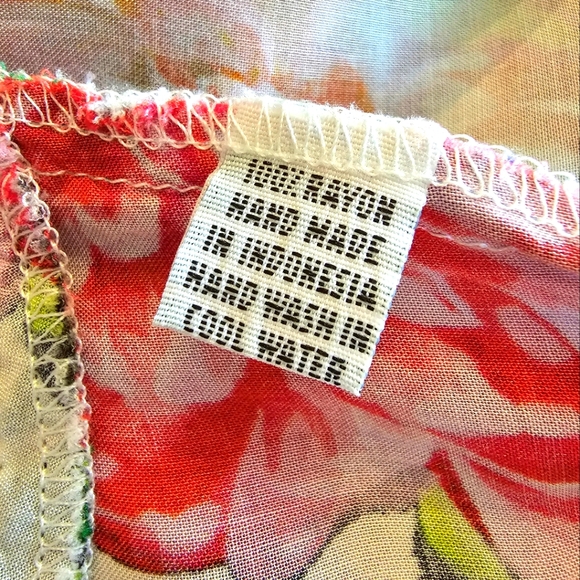 100% RAYON
HAND MADE
IN INDONESIA
HAND WASH IN
COOL WATER